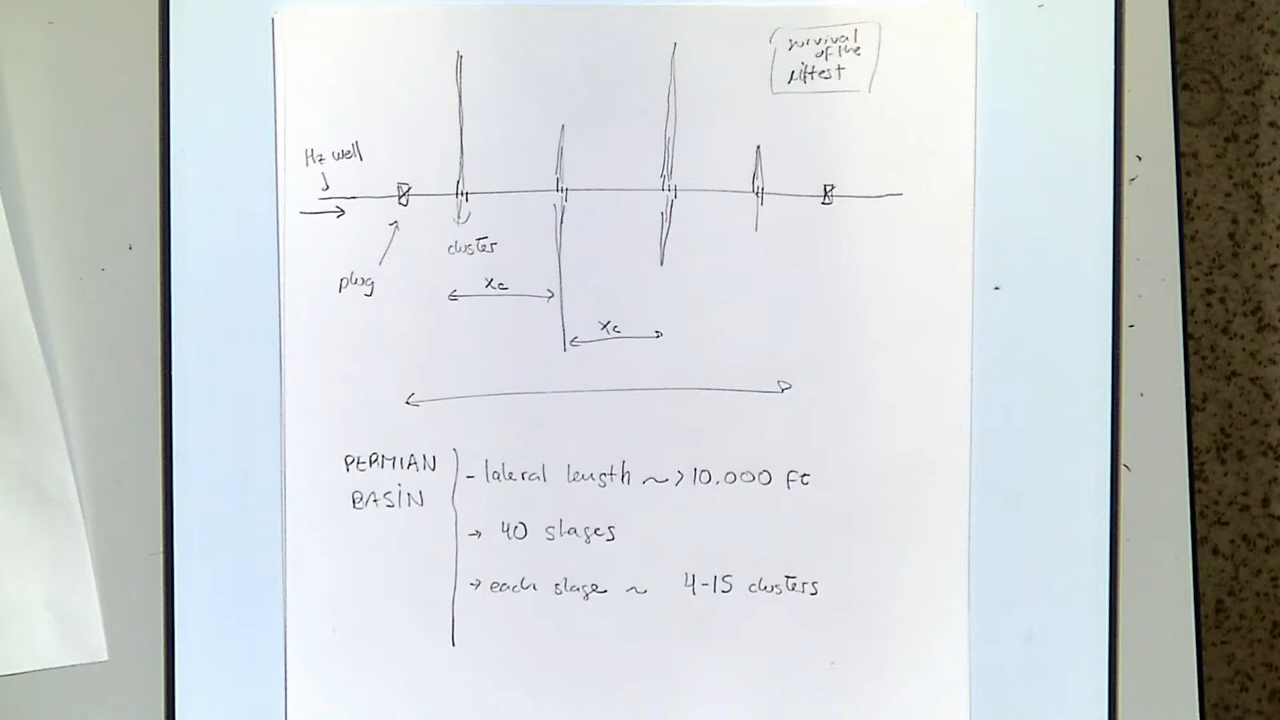 survival
of the
fittest
Hz well
cluster
plug
xc
xc
PERMIAN
BASIN
- lateral length ~>10.000 ft
→ 40 stages
→ each stage ~ 4-15 clusters